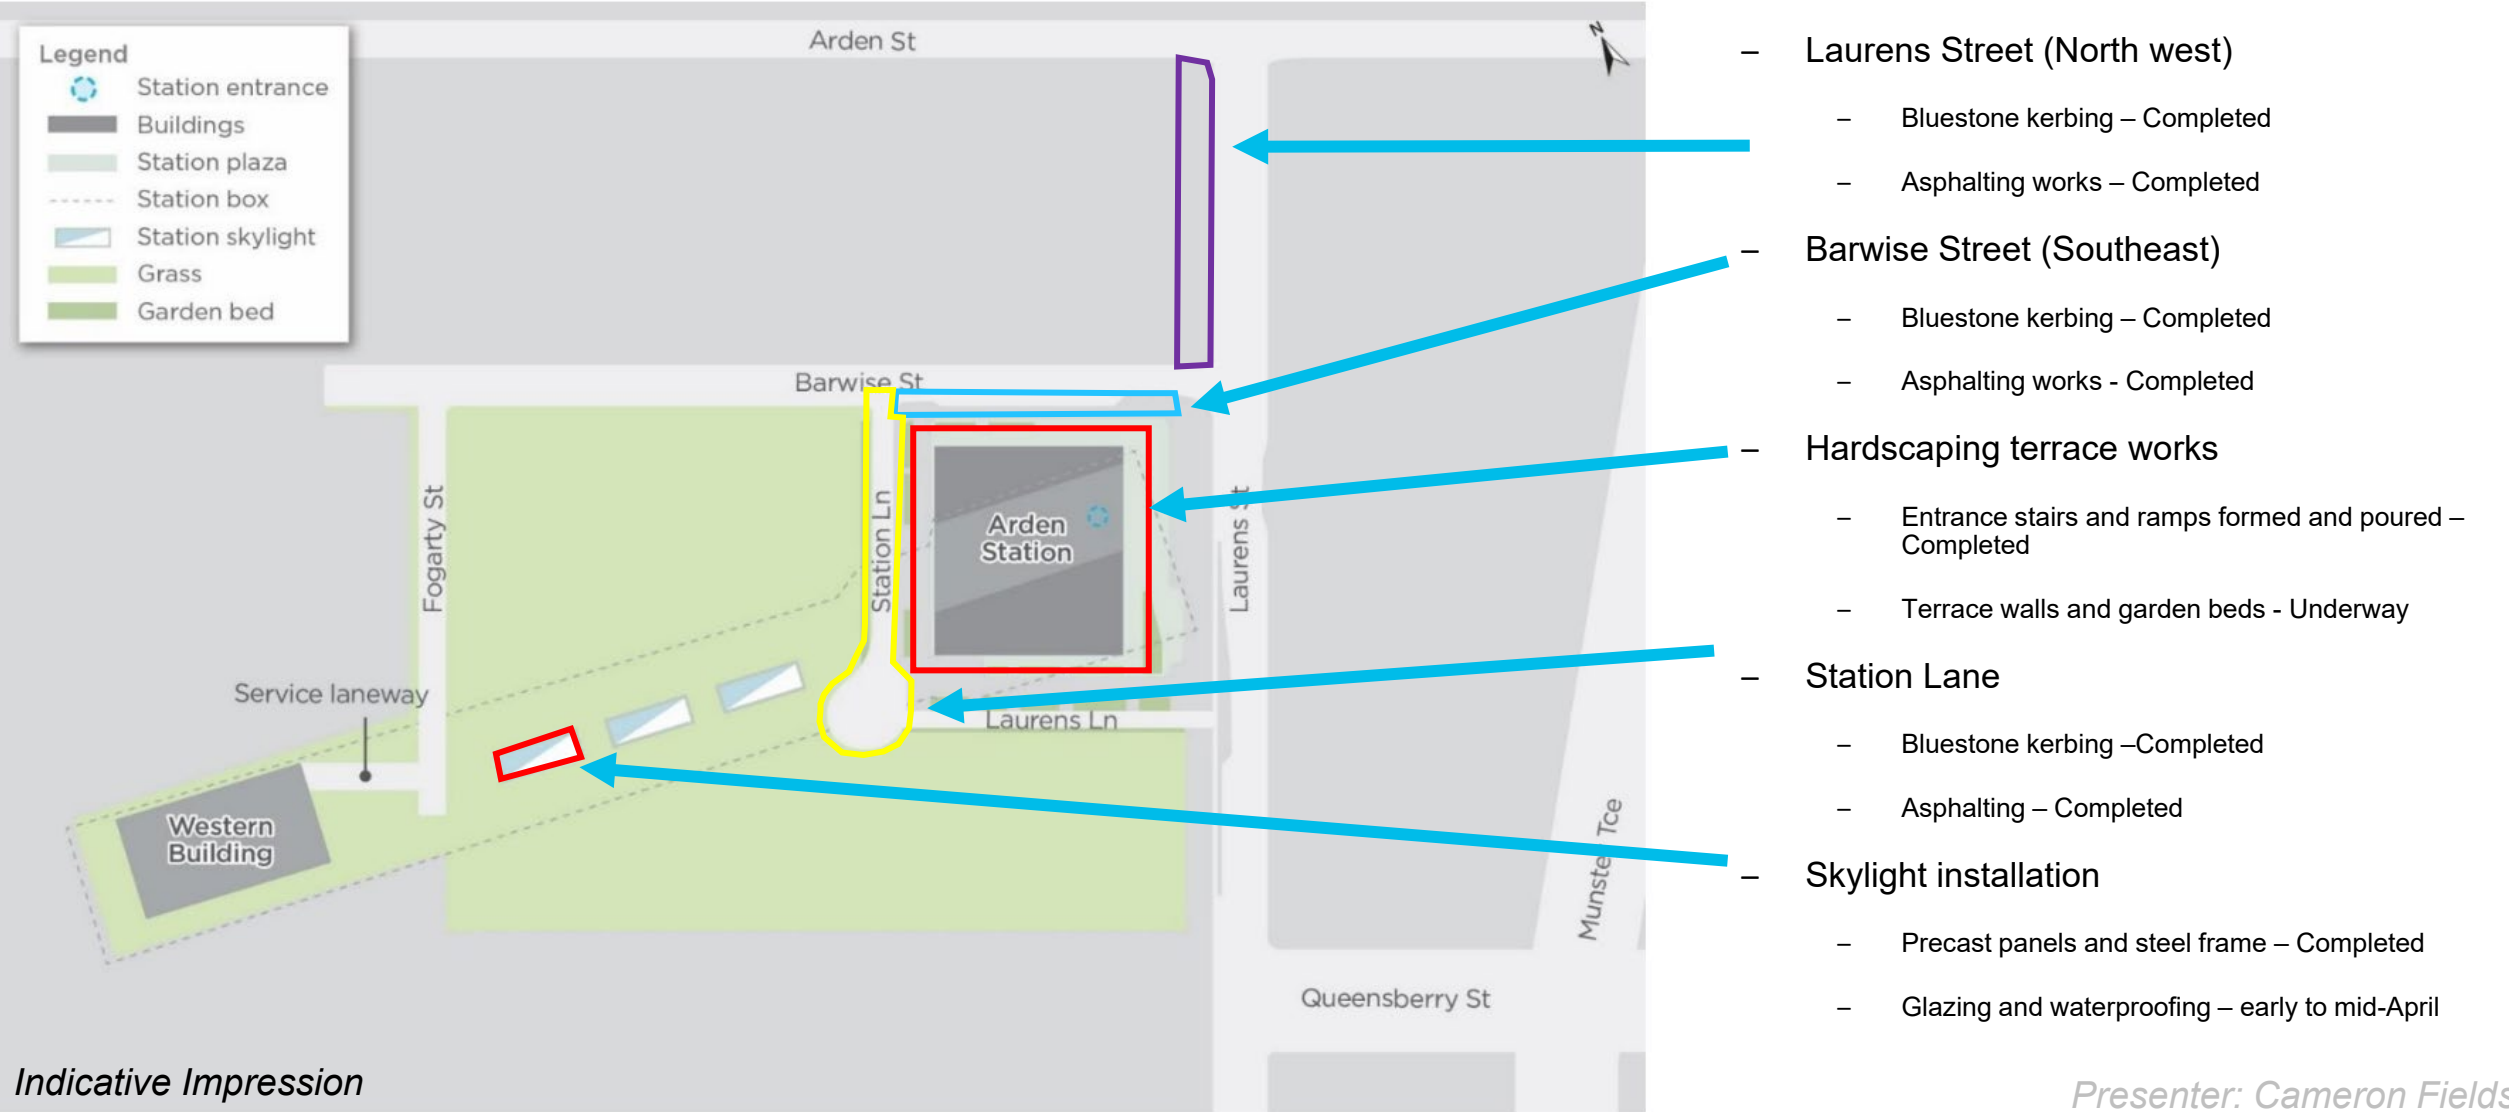 Legend
Station entrance
Buildings
Station plaza
Station box
Station skylight
Grass
Garden bed
Arden St
N
Barwise St
Fogarty St
Station Ln
Arden
Station
Laurens St
Service laneway
Laurens Ln
Western
Building
Munster Tce
Queensberry St
Indicative Impression
– Laurens Street (North west)
– Bluestone kerbing – Completed
– Asphalting works – Completed
– Barwise Street (Southeast)
– Bluestone kerbing – Completed
– Asphalting works - Completed
– Hardscaping terrace works
– Entrance stairs and ramps formed and poured –
Completed
– Terrace walls and garden beds - Underway
– Station Lane
– Bluestone kerbing –Completed
– Asphalting – Completed
– Skylight installation
– Precast panels and steel frame – Completed
– Glazing and waterproofing – early to mid-April
Presenter: Cameron Fields